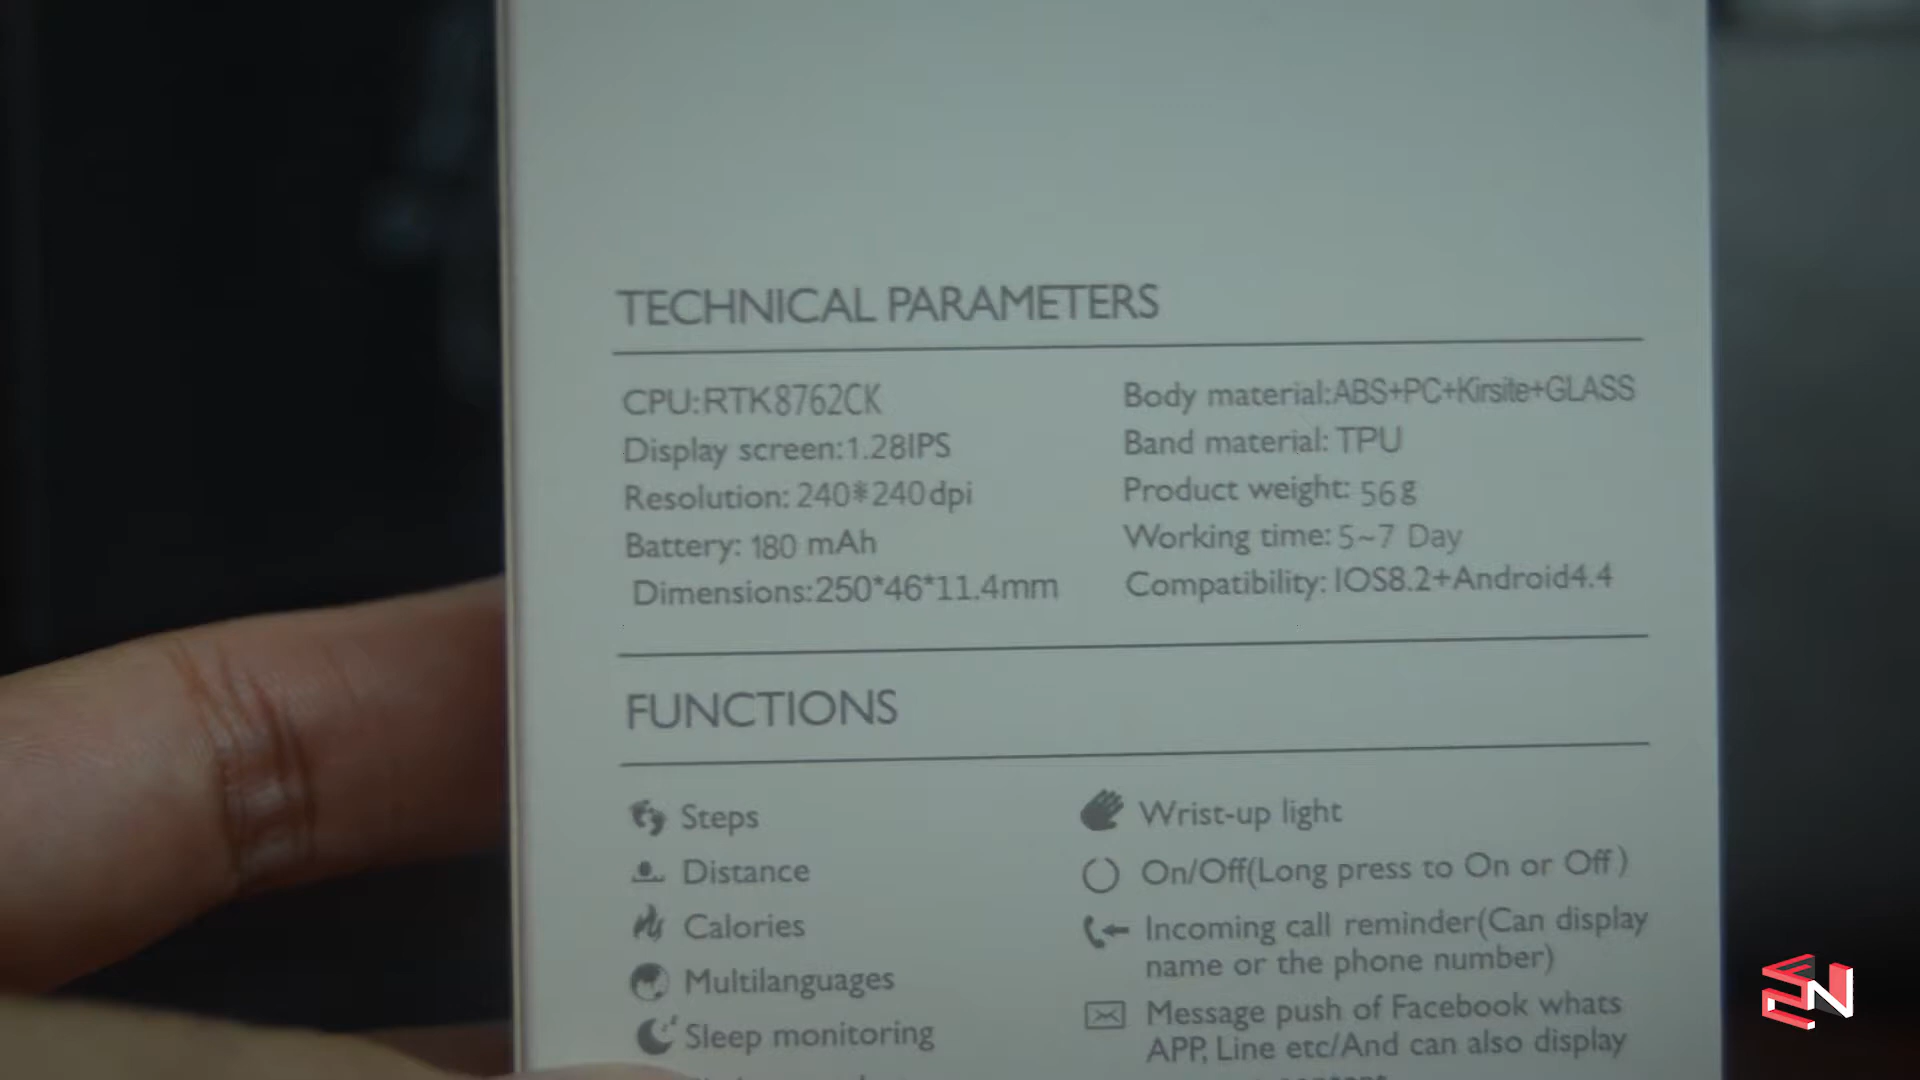 TECHNICAL PARAMETERS
CPU:RTK8762CK
Display screen:1.28IPS
Resolution: 240*240dpi
Battery: 180 mAh
Dimensions:250*46*11.4mm
Body material:ABS+PC+Kirsite+GLASS
Band material: TPU
Product weight: 56g
Working time: 5~7 Day
Compatibility: IOS8.2+Android4.4
FUNCTIONS
Steps
Distance
Calories
Multilanguages
Sleep monitoring
Wrist-up light
On/Off(Long press to On or Off)
Incoming call reminder(Can display
name or the phone number)
Message push of Facebook whats
APP, Line etc/And can also display